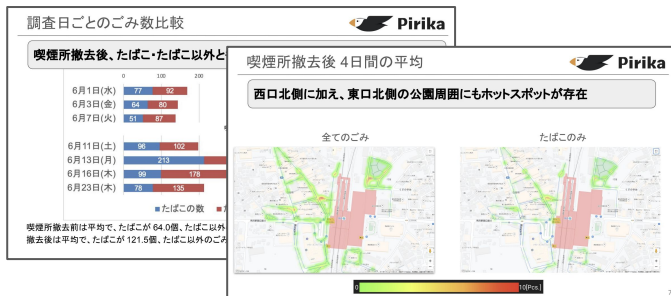 調査日ごとのごみ数比較
Pirika
喫煙所撤去後、たばこ・たばこ以外と
0 100 200
6月1日(水) 77 92
6月3日(金) 64 80
6月7日(火) 51 87
6月11日(土) 96 102
6月13日(月) 213
6月16日(木) 99 178
6月23日(木) 78 135
たばこの数
喫煙所撤去前は平均で、たばこが 64.0個、たばこ以外
撤去後は平均で、たばこが 121.5個、たばこ以外のごみ
喫煙所撤去後 4日間の平均
Pirika
西口北側に加え、東口北側の公園周囲にもホットスポットが存在
全てのごみ
たばこのみ
0
10[Pcs.]